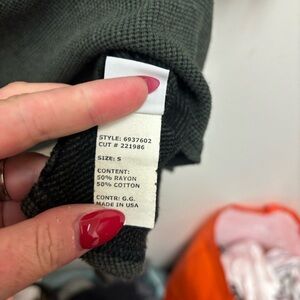 STYLE: 6937602
CUT # 221986
SIZE: S
CONTENT:
50% RAYON
50% COTTON
CONTR: G.G.
MADE IN USA